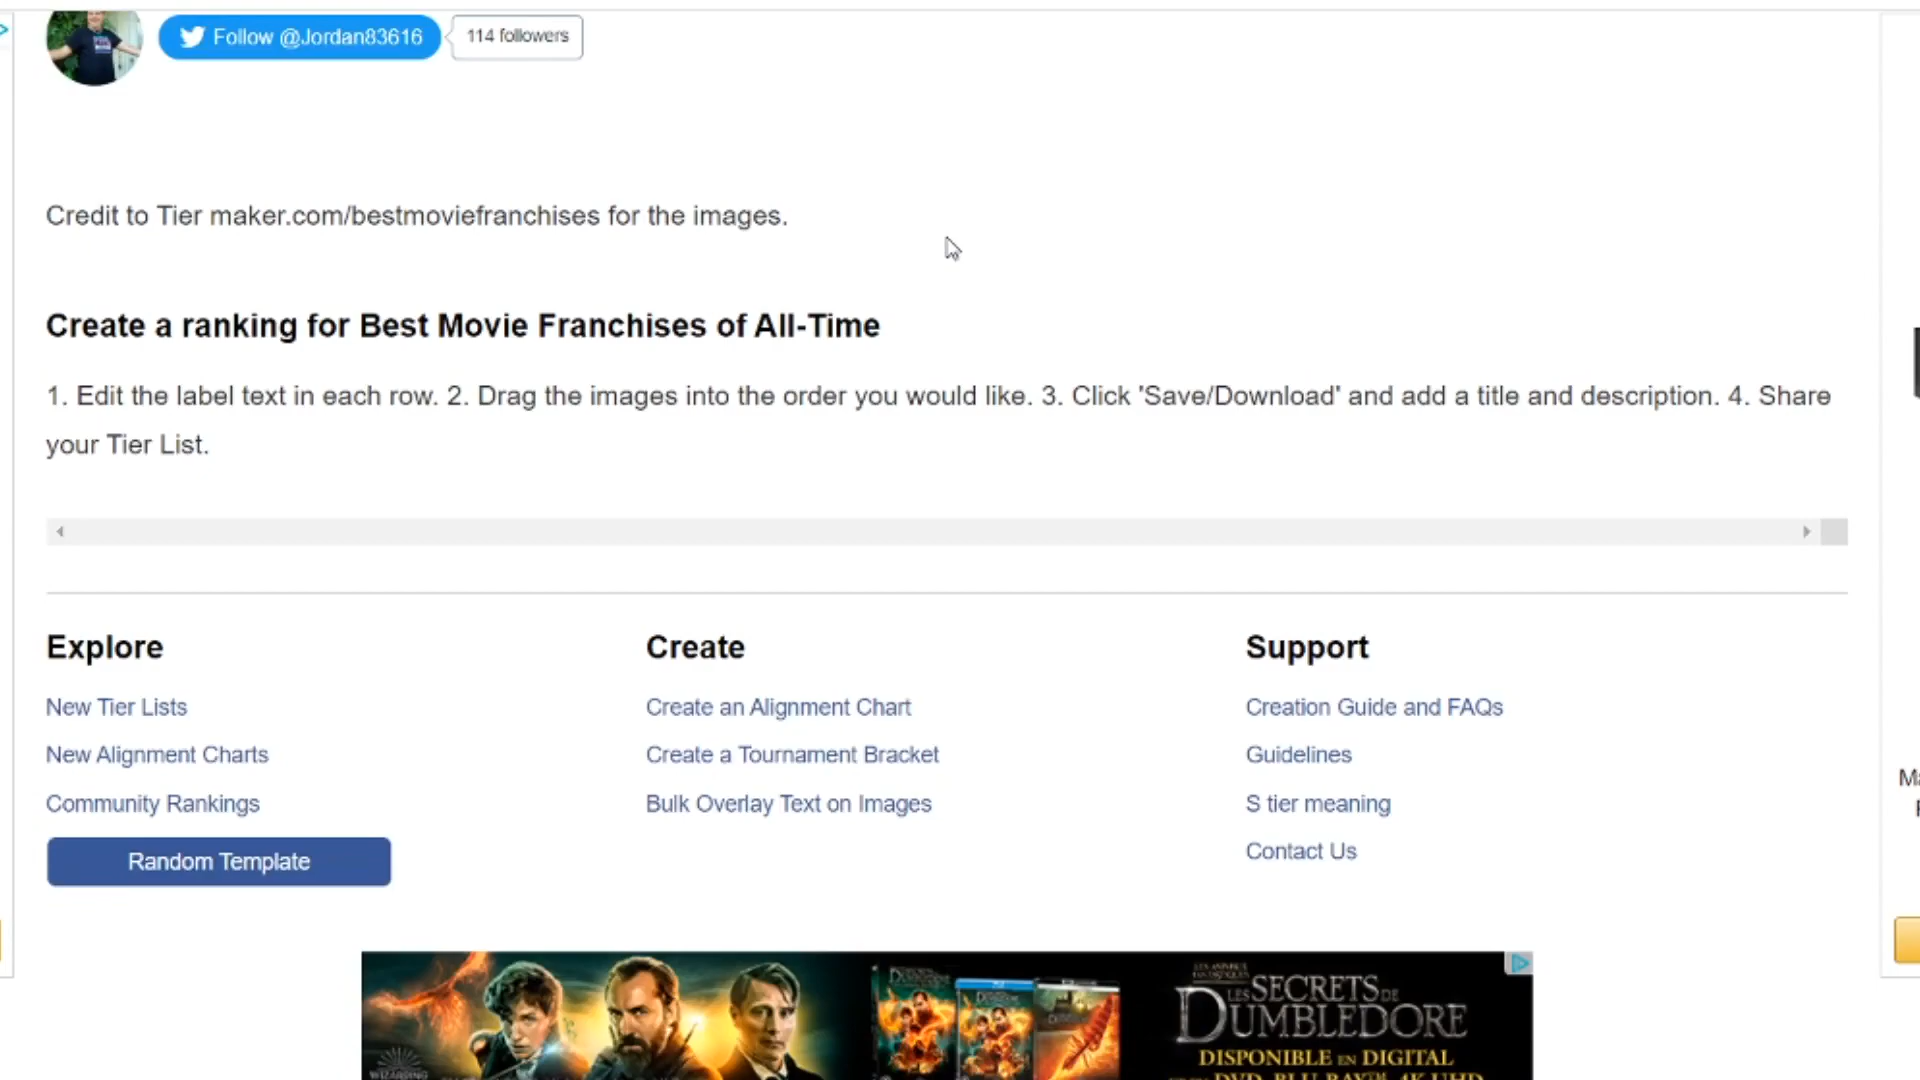 Follow @Jordan83616
114 followers
Credit to Tier maker.com/bestmoviefranchises for the images.
Create a ranking for Best Movie Franchises of All-Time
1. Edit the label text in each row. 2. Drag the images into the order you would like. 3. Click 'Save/Download' and add a title and description. 4. Share
your Tier List.
Explore
New Tier Lists
New Alignment Charts
Community Rankings
Random Template
Create
Create an Alignment Chart
Create a Tournament Bracket
Bulk Overlay Text on Images
Support
Creation Guide and FAQs
Guidelines
S tier meaning
Contact Us
LES SECRETS DE
DUMBLEDORE
DISPONIBLE EN DIGITAL